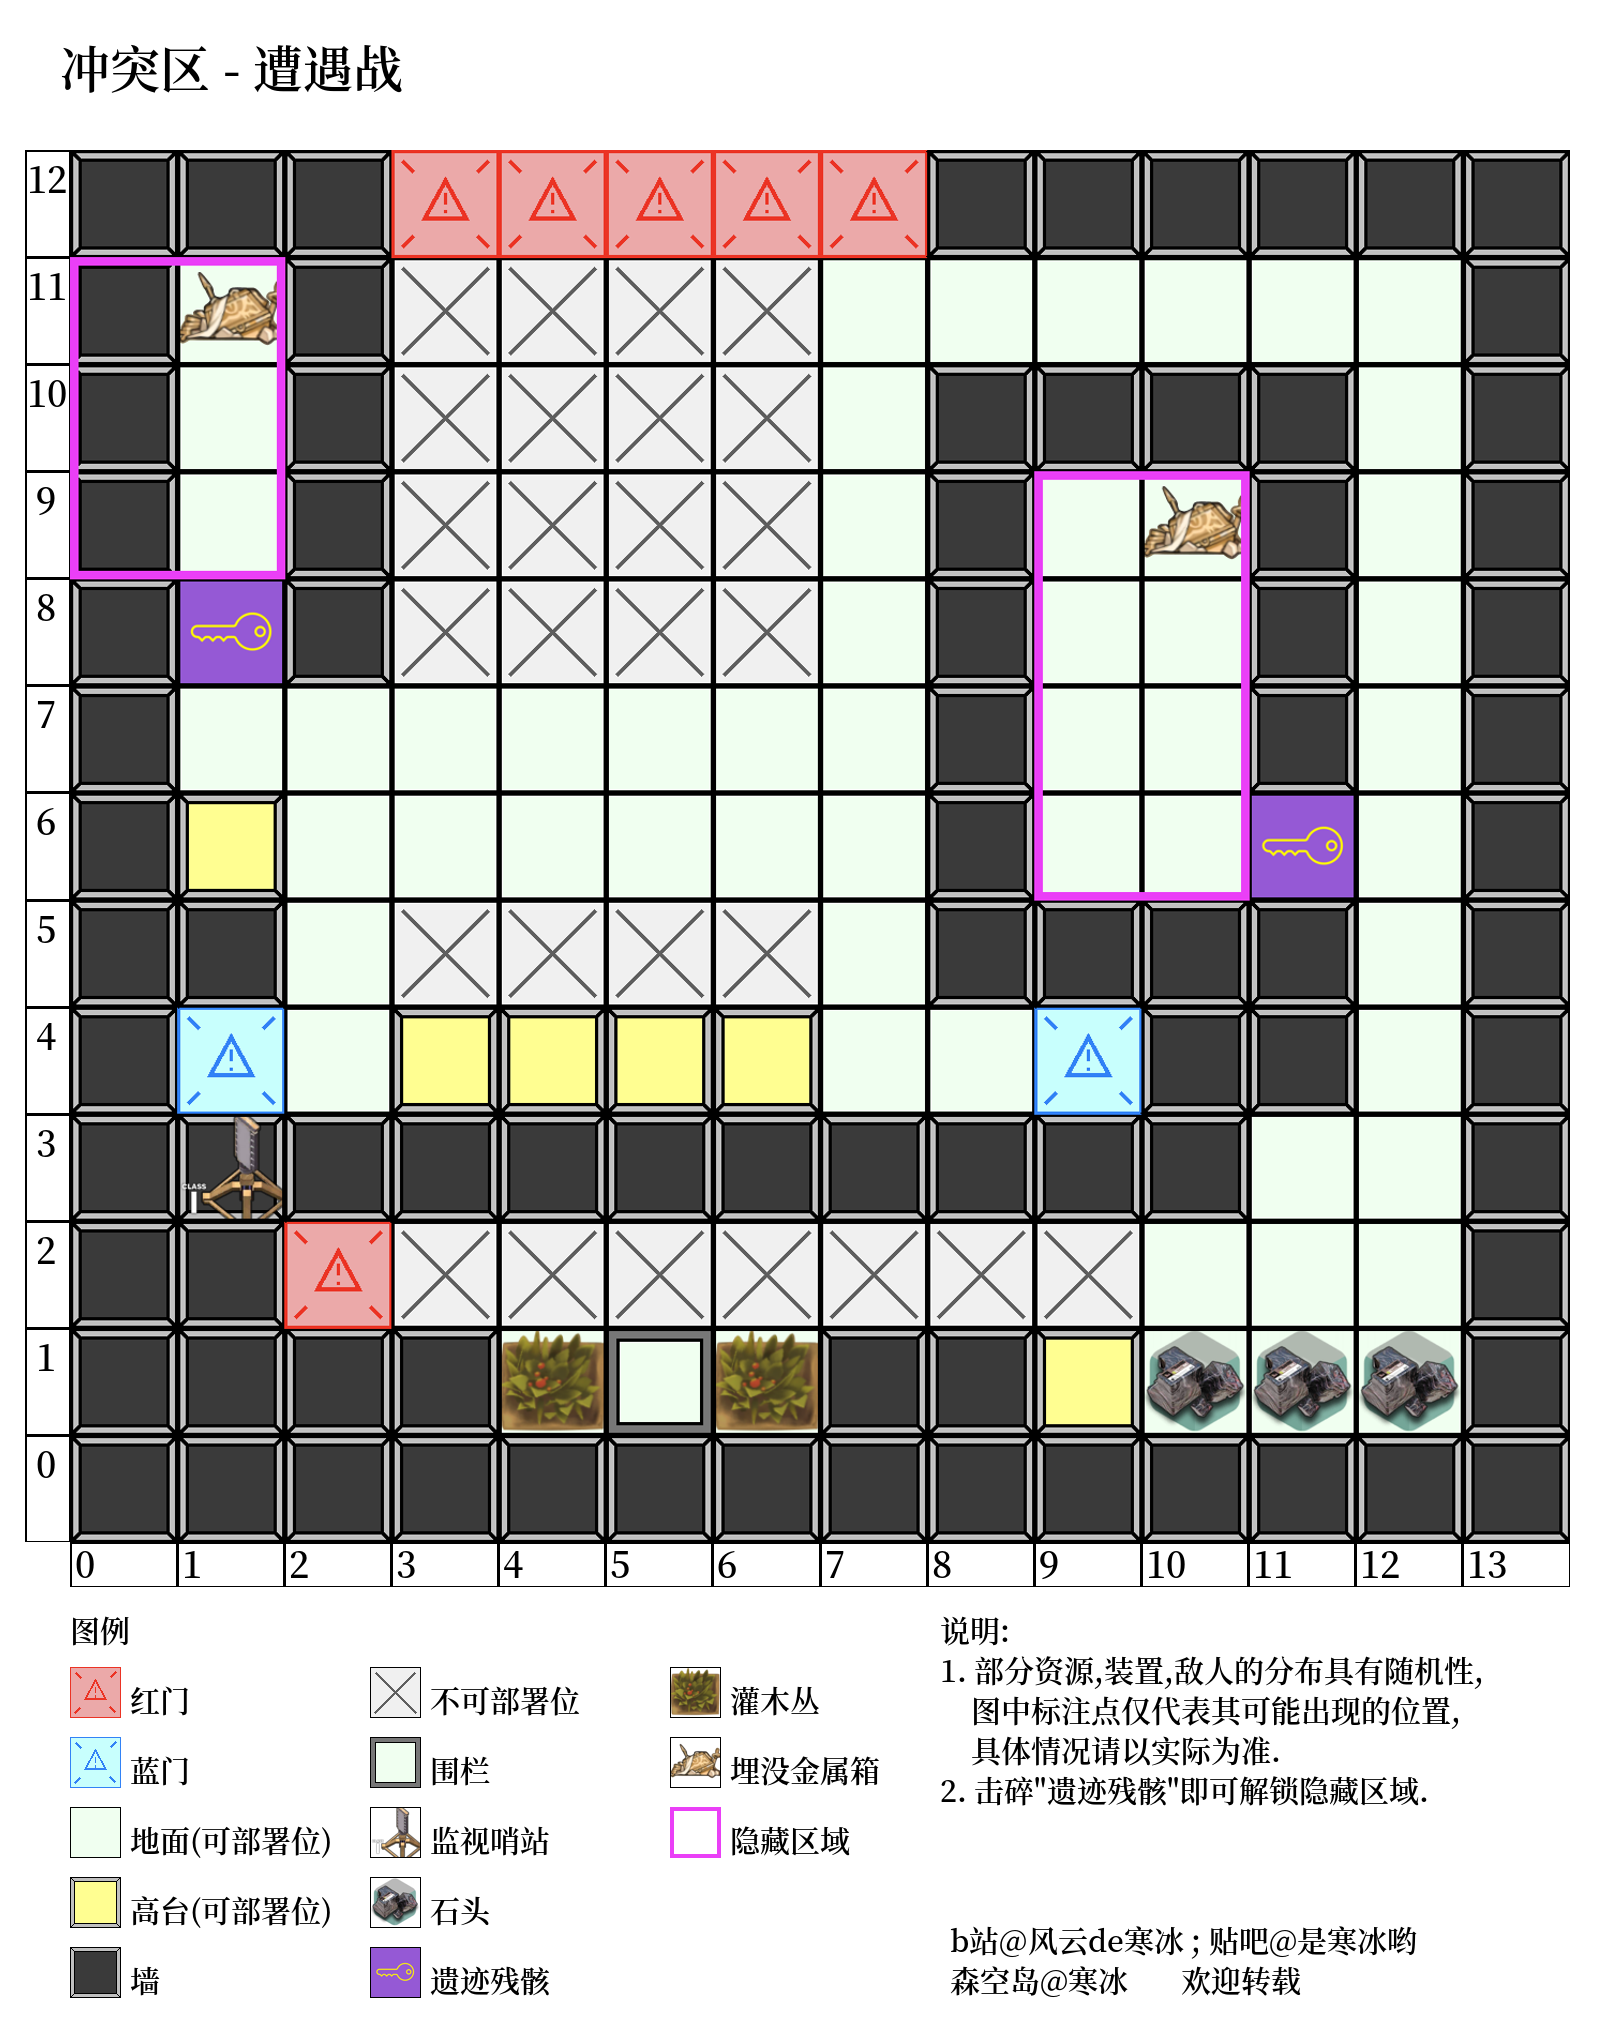 冲突区 - 遭遇战
12
11
10
9
8
7
6
5
4
3
CLASS
I
2
1
0
0 1 2 3 4 5 6 7 8 9 10 11 12 13
图例
红门
蓝门
地面(可部署位)
高台(可部署位)
墙
不可部署位
围栏
监视哨站
石头
遗迹残骸
灌木丛
埋没金属箱
隐藏区域
说明:
1. 部分资源,装置,敌人的分布具有随机性,
图中标注点仅代表其可能出现的位置,
具体情况请以实际为准.
2. 击碎"遗迹残骸"即可解锁隐藏区域.
b站@风云de寒冰 ; 贴吧@是寒冰哟
森空岛@寒冰 欢迎转载